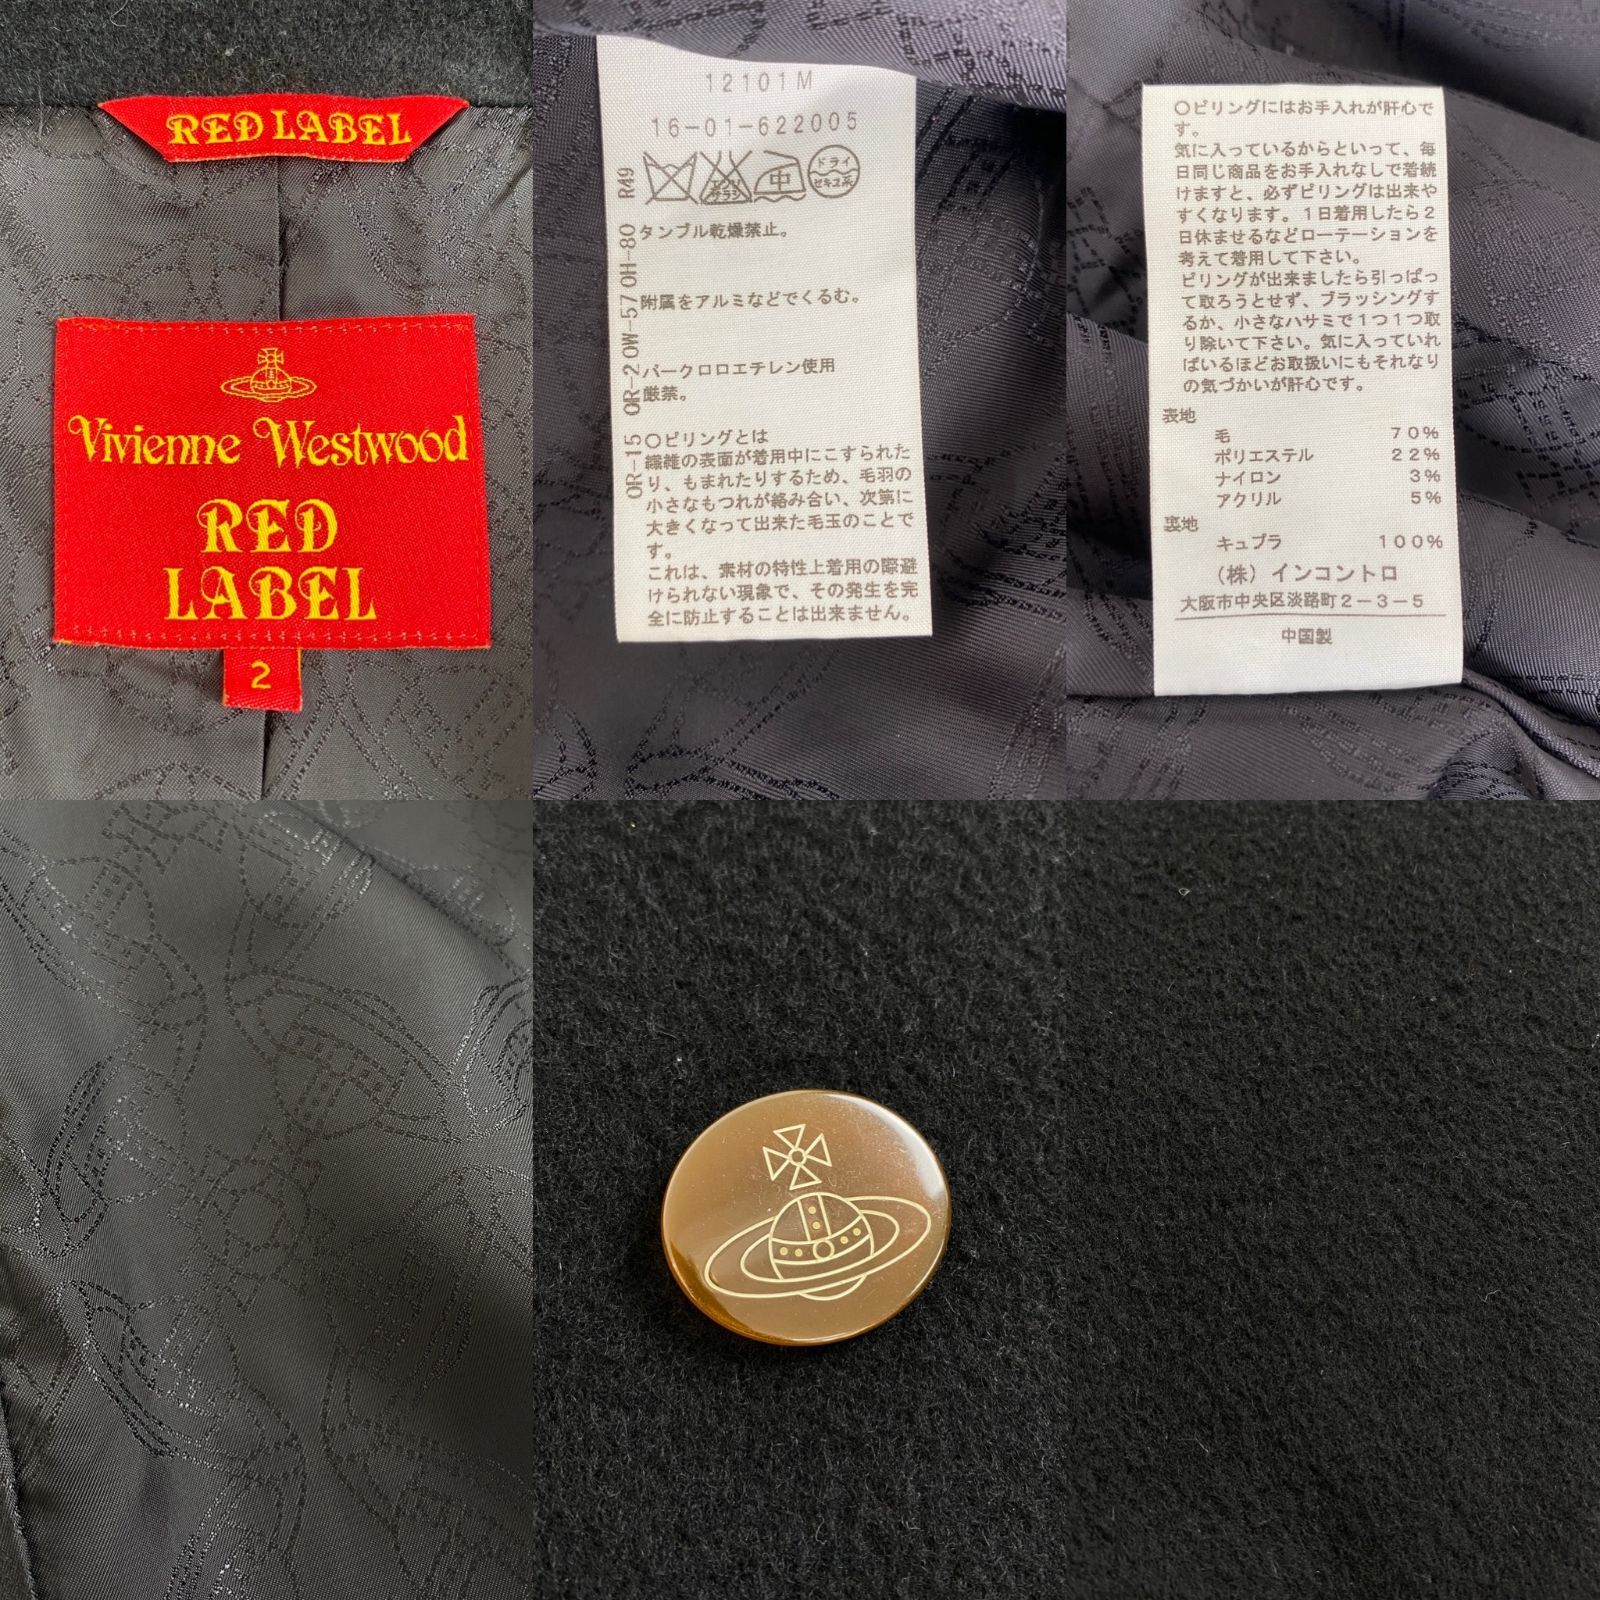 RED LABEL
Vivienne Westwood
RED
LABEL
2
12101M
16-01-622005
中
ドライ
セキユ系
タンブル乾燥禁止。
附属をアルミなどでくるむ。
パークロロエチレン使用
厳禁。
○ピリングとは
繊維の表面が着用中にこすられた
り、もまれたりするため、毛羽の
小さなもつれが絡み合い、次第に
大きくなって出来た毛玉のことで
す。
これは、素材の特性上着用の際避
けられない現象で、その発生を完
全に防止することは出来ません。
OR-15 OR-20W-570H-80 R49
○ピリングにはお手入れが肝心で
す。
気に入っているからといって、毎
日同じ商品をお手入れなしで着続
けますと、必ずピリングは出来や
すくなります。1日着用したら2
日休ませるなどローテーションを
考えて着用して下さい。
ピリングが出来ましたら引っぱっ
て取ろうとせず、ブラッシングす
るか、小さなハサミで1つ1つ取
り除いて下さい。気に入っていれ
ばいるほどお取扱いにもそれなり
の気づかいが肝心です。
表地
毛 70%
ポリエステル 22%
ナイロン 3%
アクリル 5%
裏地
キュプラ 100%
(株)インコントロ
大阪市中央区淡路町2-3-5
中国製